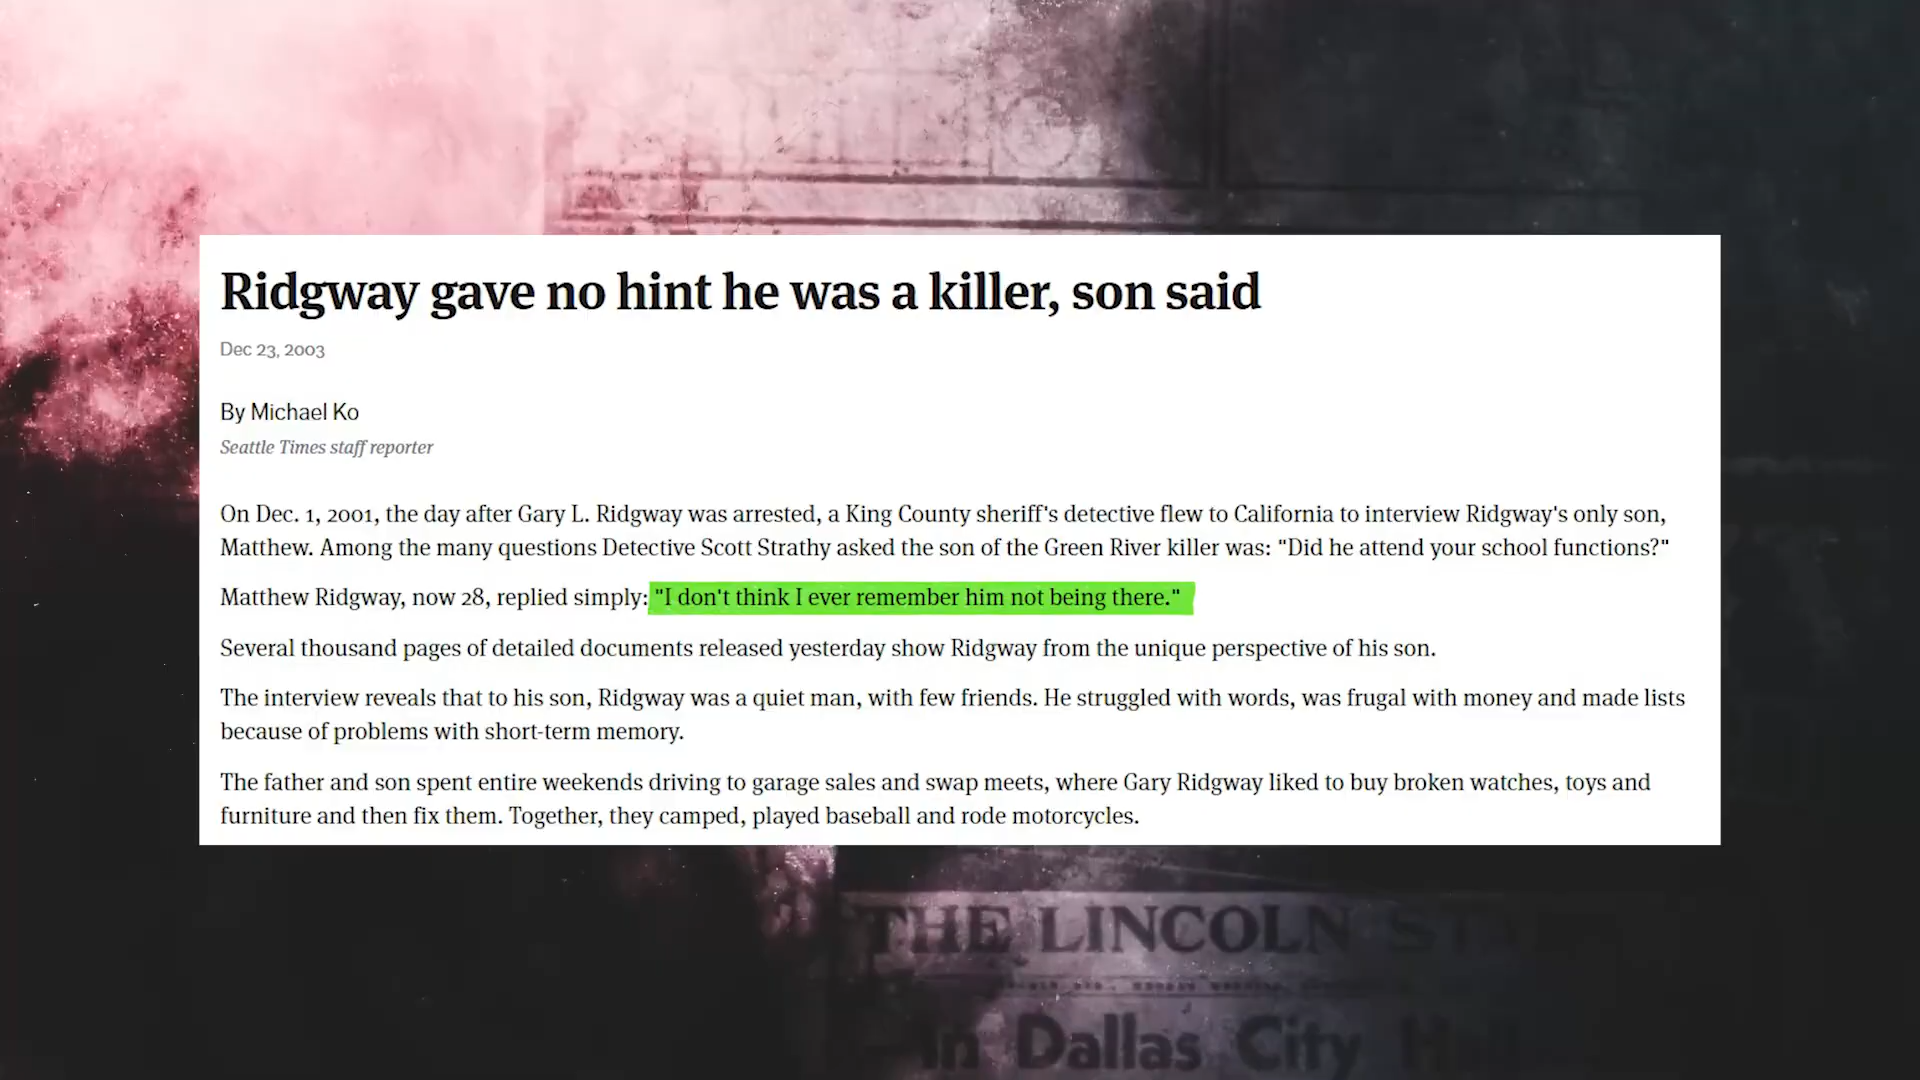 Ridgway gave no hint he was a killer, son said
Dec 23, 2003
By Michael Ko
Seattle Times staff reporter
On Dec. 1, 2001, the day after Gary L. Ridgway was arrested, a King County sheriff's detective flew to California to interview Ridgway's only son,
Matthew. Among the many questions Detective Scott Strathy asked the son of the Green River killer was: "Did he attend your school functions?"
Matthew Ridgway, now 28, replied simply: "I don't think I ever remember him not being there."
Several thousand pages of detailed documents released yesterday show Ridgway from the unique perspective of his son.
The interview reveals that to his son, Ridgway was a quiet man, with few friends. He struggled with words, was frugal with money and made lists
because of problems with short-term memory.
The father and son spent entire weekends driving to garage sales and swap meets, where Gary Ridgway liked to buy broken watches, toys and
furniture and then fix them. Together, they camped, played baseball and rode motorcycles.
THE LINCOLN
In Dallas City